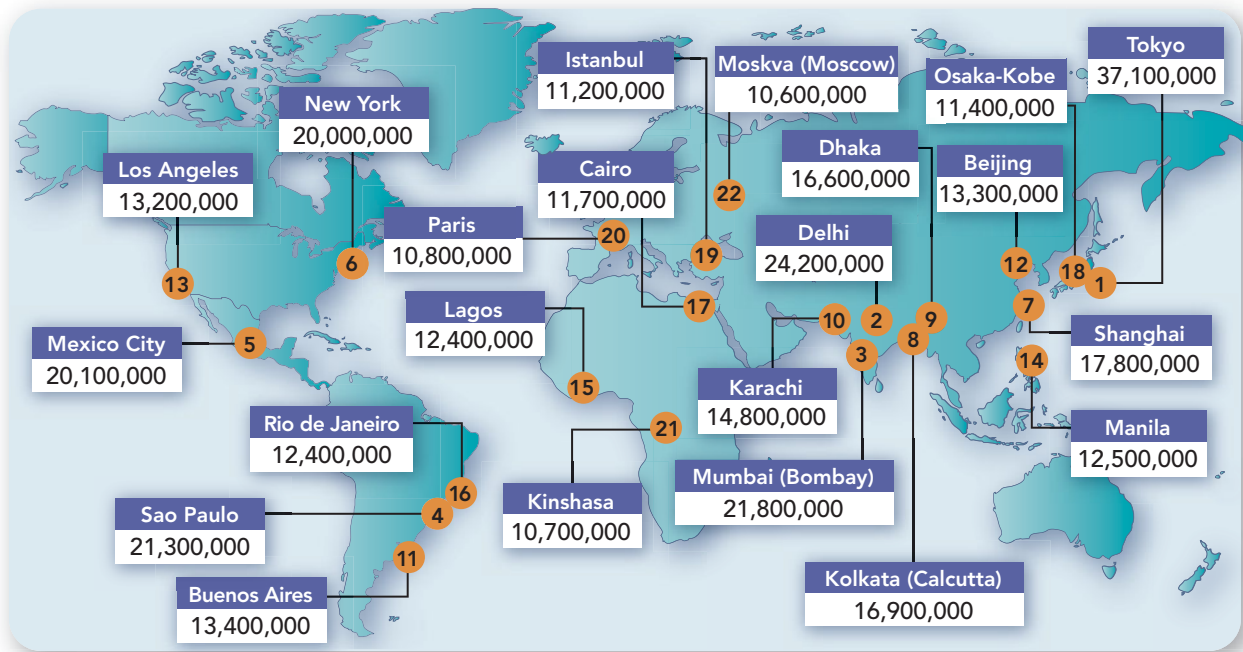 Istanbul
11,200,000
Moskva (Moscow)
10,600,000
Tokyo
37,100,000
Osaka-Kobe
11,400,000
New York
20,000,000
Los Angeles
13,200,000
Cairo
11,700,000
Dhaka
16,600,000
Beijing
13,300,000
Paris
10,800,000
Delhi
24,200,000
22
20
6
19
12
18
1
13
17
7
Lagos
12,400,000
10
2
9
8
Mexico City
20,100,000
5
3
14
Shanghai
17,800,000
15
Karachi
14,800,000
Rio de Janeiro
12,400,000
21
Manila
12,500,000
Mumbai (Bombay)
21,800,000
Kinshasa
10,700,000
16
4
Sao Paulo
21,300,000
11
Kolkata (Calcutta)
16,900,000
Buenos Aires
13,400,000